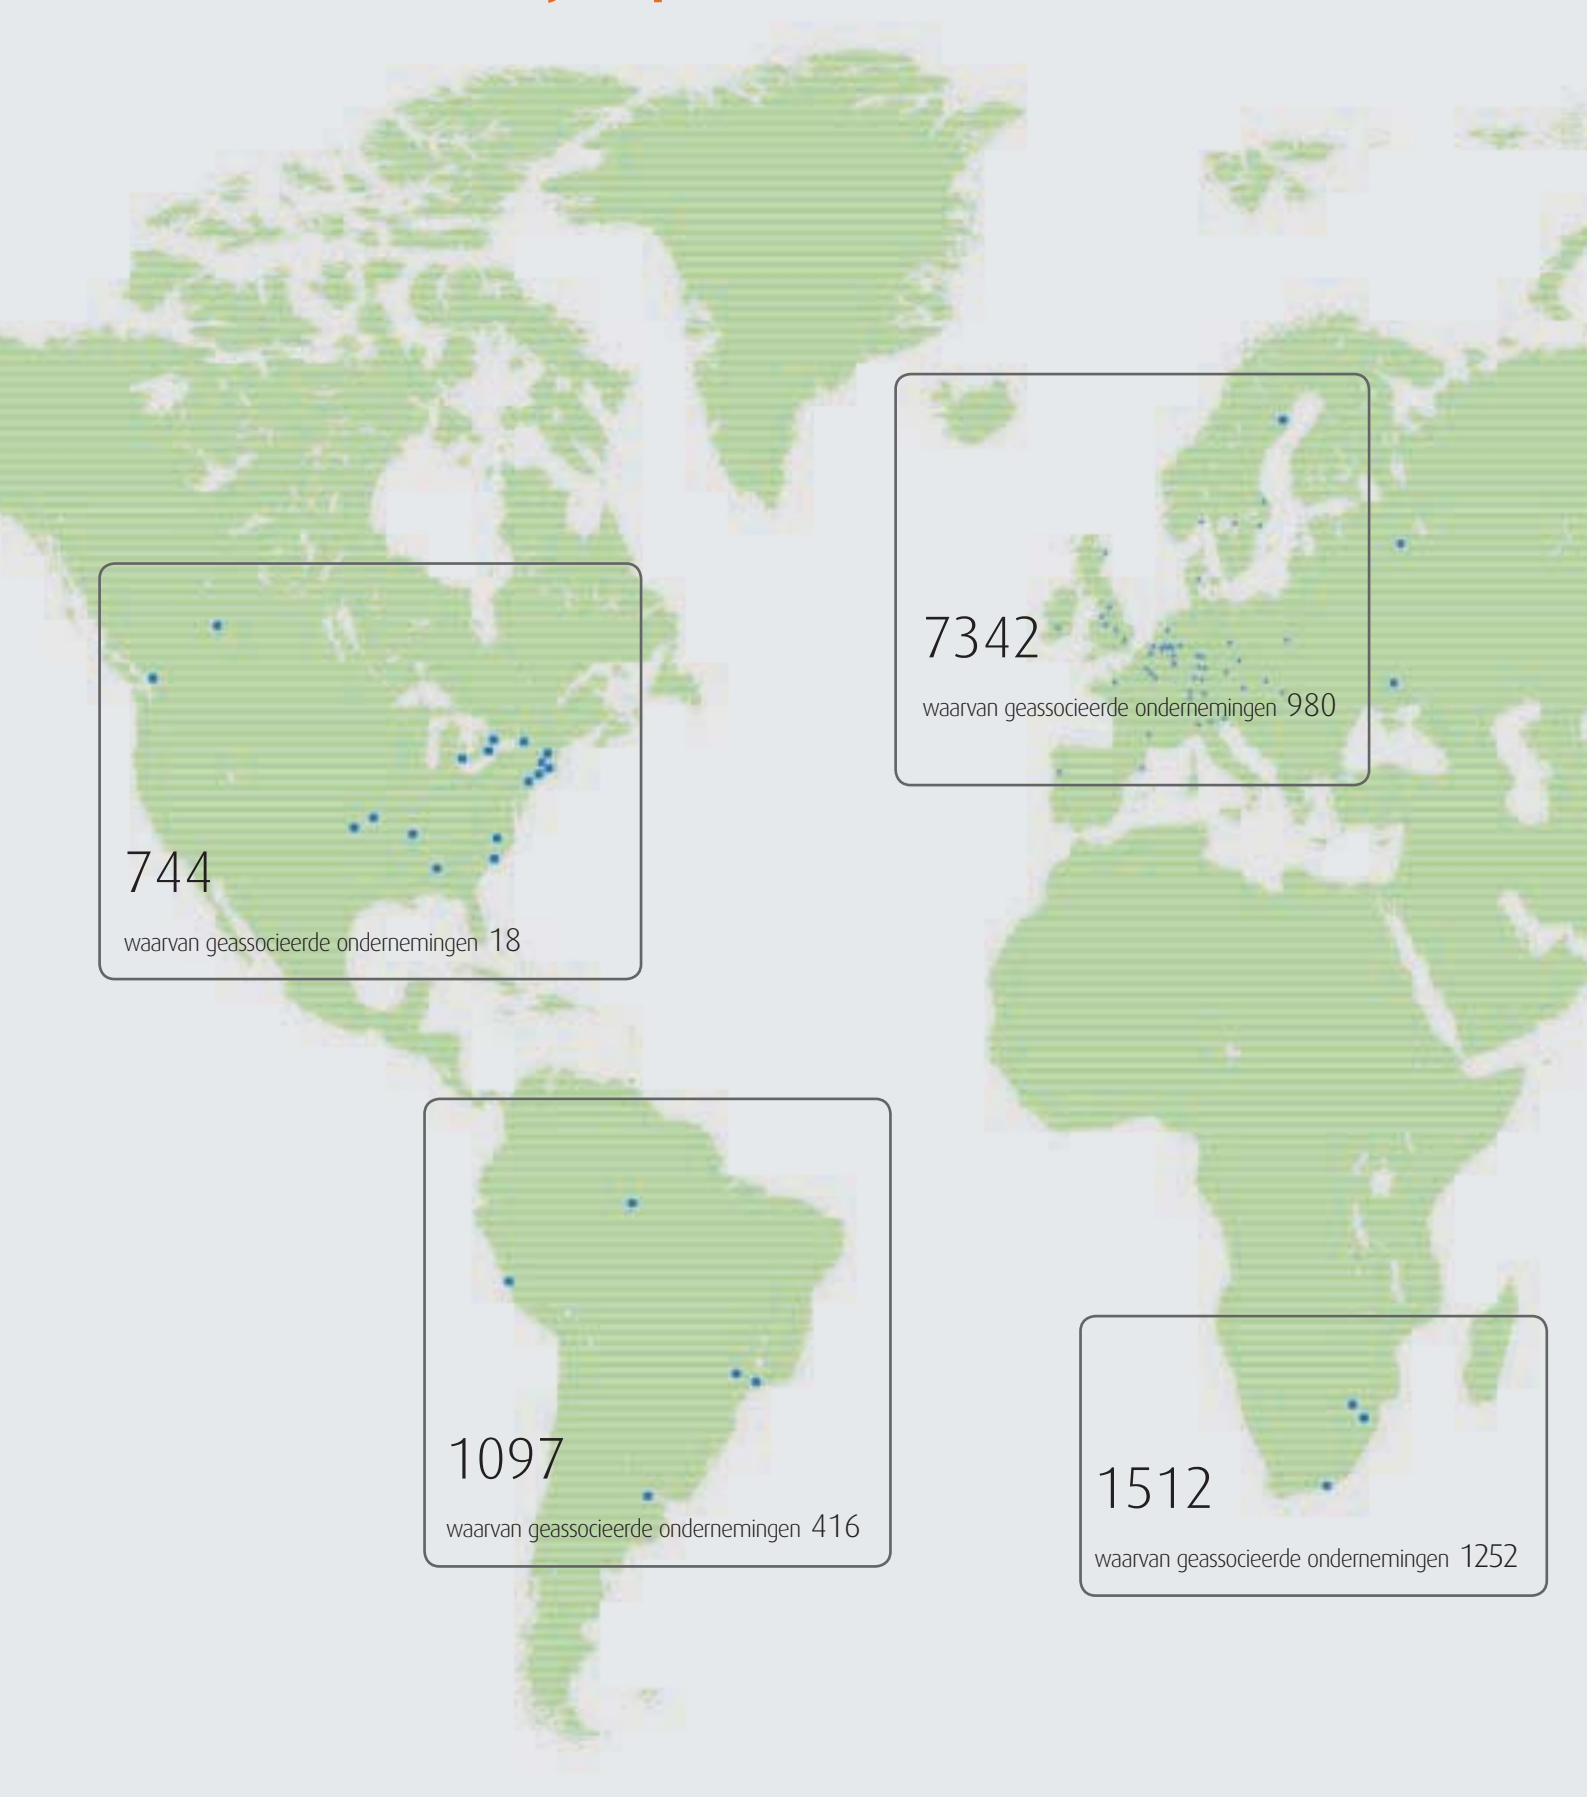 7342
waarvan geassocieerde ondernemingen 980
744
waarvan geassocieerde ondernemingen 18
1097
waarvan geassocieerde ondernemingen 416
1512
waarvan geassocieerde ondernemingen 1252